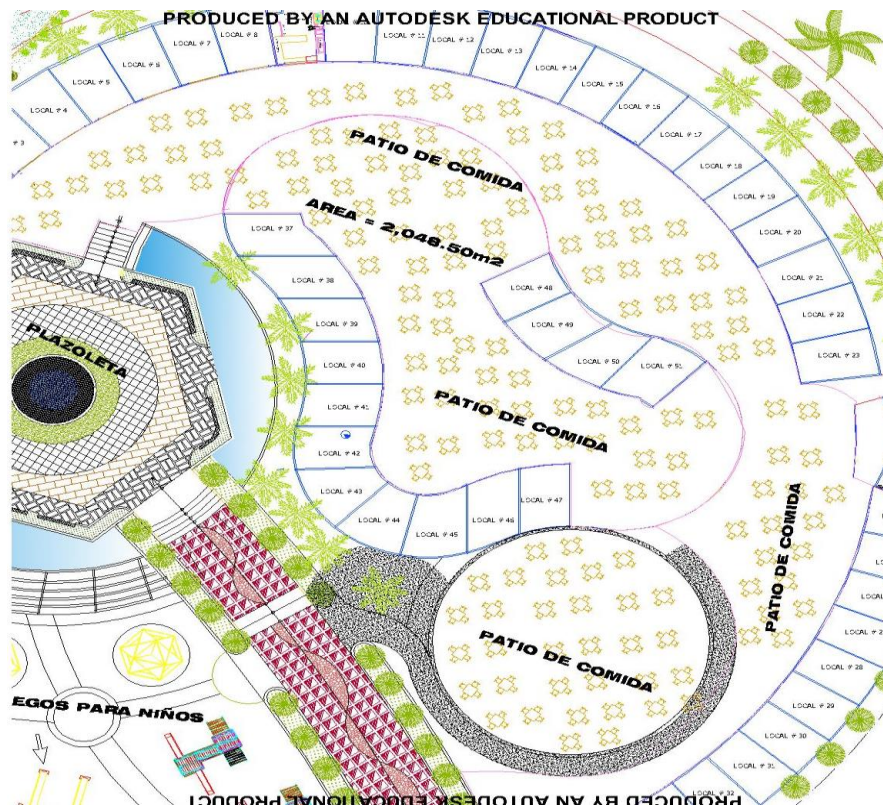 PRODUCED BY AN AUTODESK EDUCATIONAL PRODUCT
LOCAL # 4
LOCAL # 5
LOCAL # 6
LOCAL # 7
LOCAL # 8
LOCAL # 11
LOCAL # 12
LOCAL # 13
LOCAL # 14
LOCAL # 15
LOCAL # 16
LOCAL # 17
LOCAL # 18
LOCAL # 19
LOCAL # 20
LOCAL # 21
LOCAL # 22
LOCAL # 23
PATIO DE COMIDA
AREA = 2,048.50m2
LOCAL # 37
LOCAL # 38
LOCAL # 39
LOCAL # 40
LOCAL # 41
LOCAL # 42
LOCAL # 43
LOCAL # 44
LOCAL # 45
LOCAL # 46
LOCAL # 47
LOCAL # 48
LOCAL # 49
LOCAL # 50
LOCAL # 51
PLAZOLETA
PATIO DE COMIDA
PATIO DE COMIDA
PATIO DE COMIDA
LOCAL # 28
LOCAL # 29
LOCAL # 30
LOCAL # 31
LOCAL # 32
EGOS PARA NIÑOS
PRODUCED BY AN AUTODESK EDUCATIONAL PRODUCT